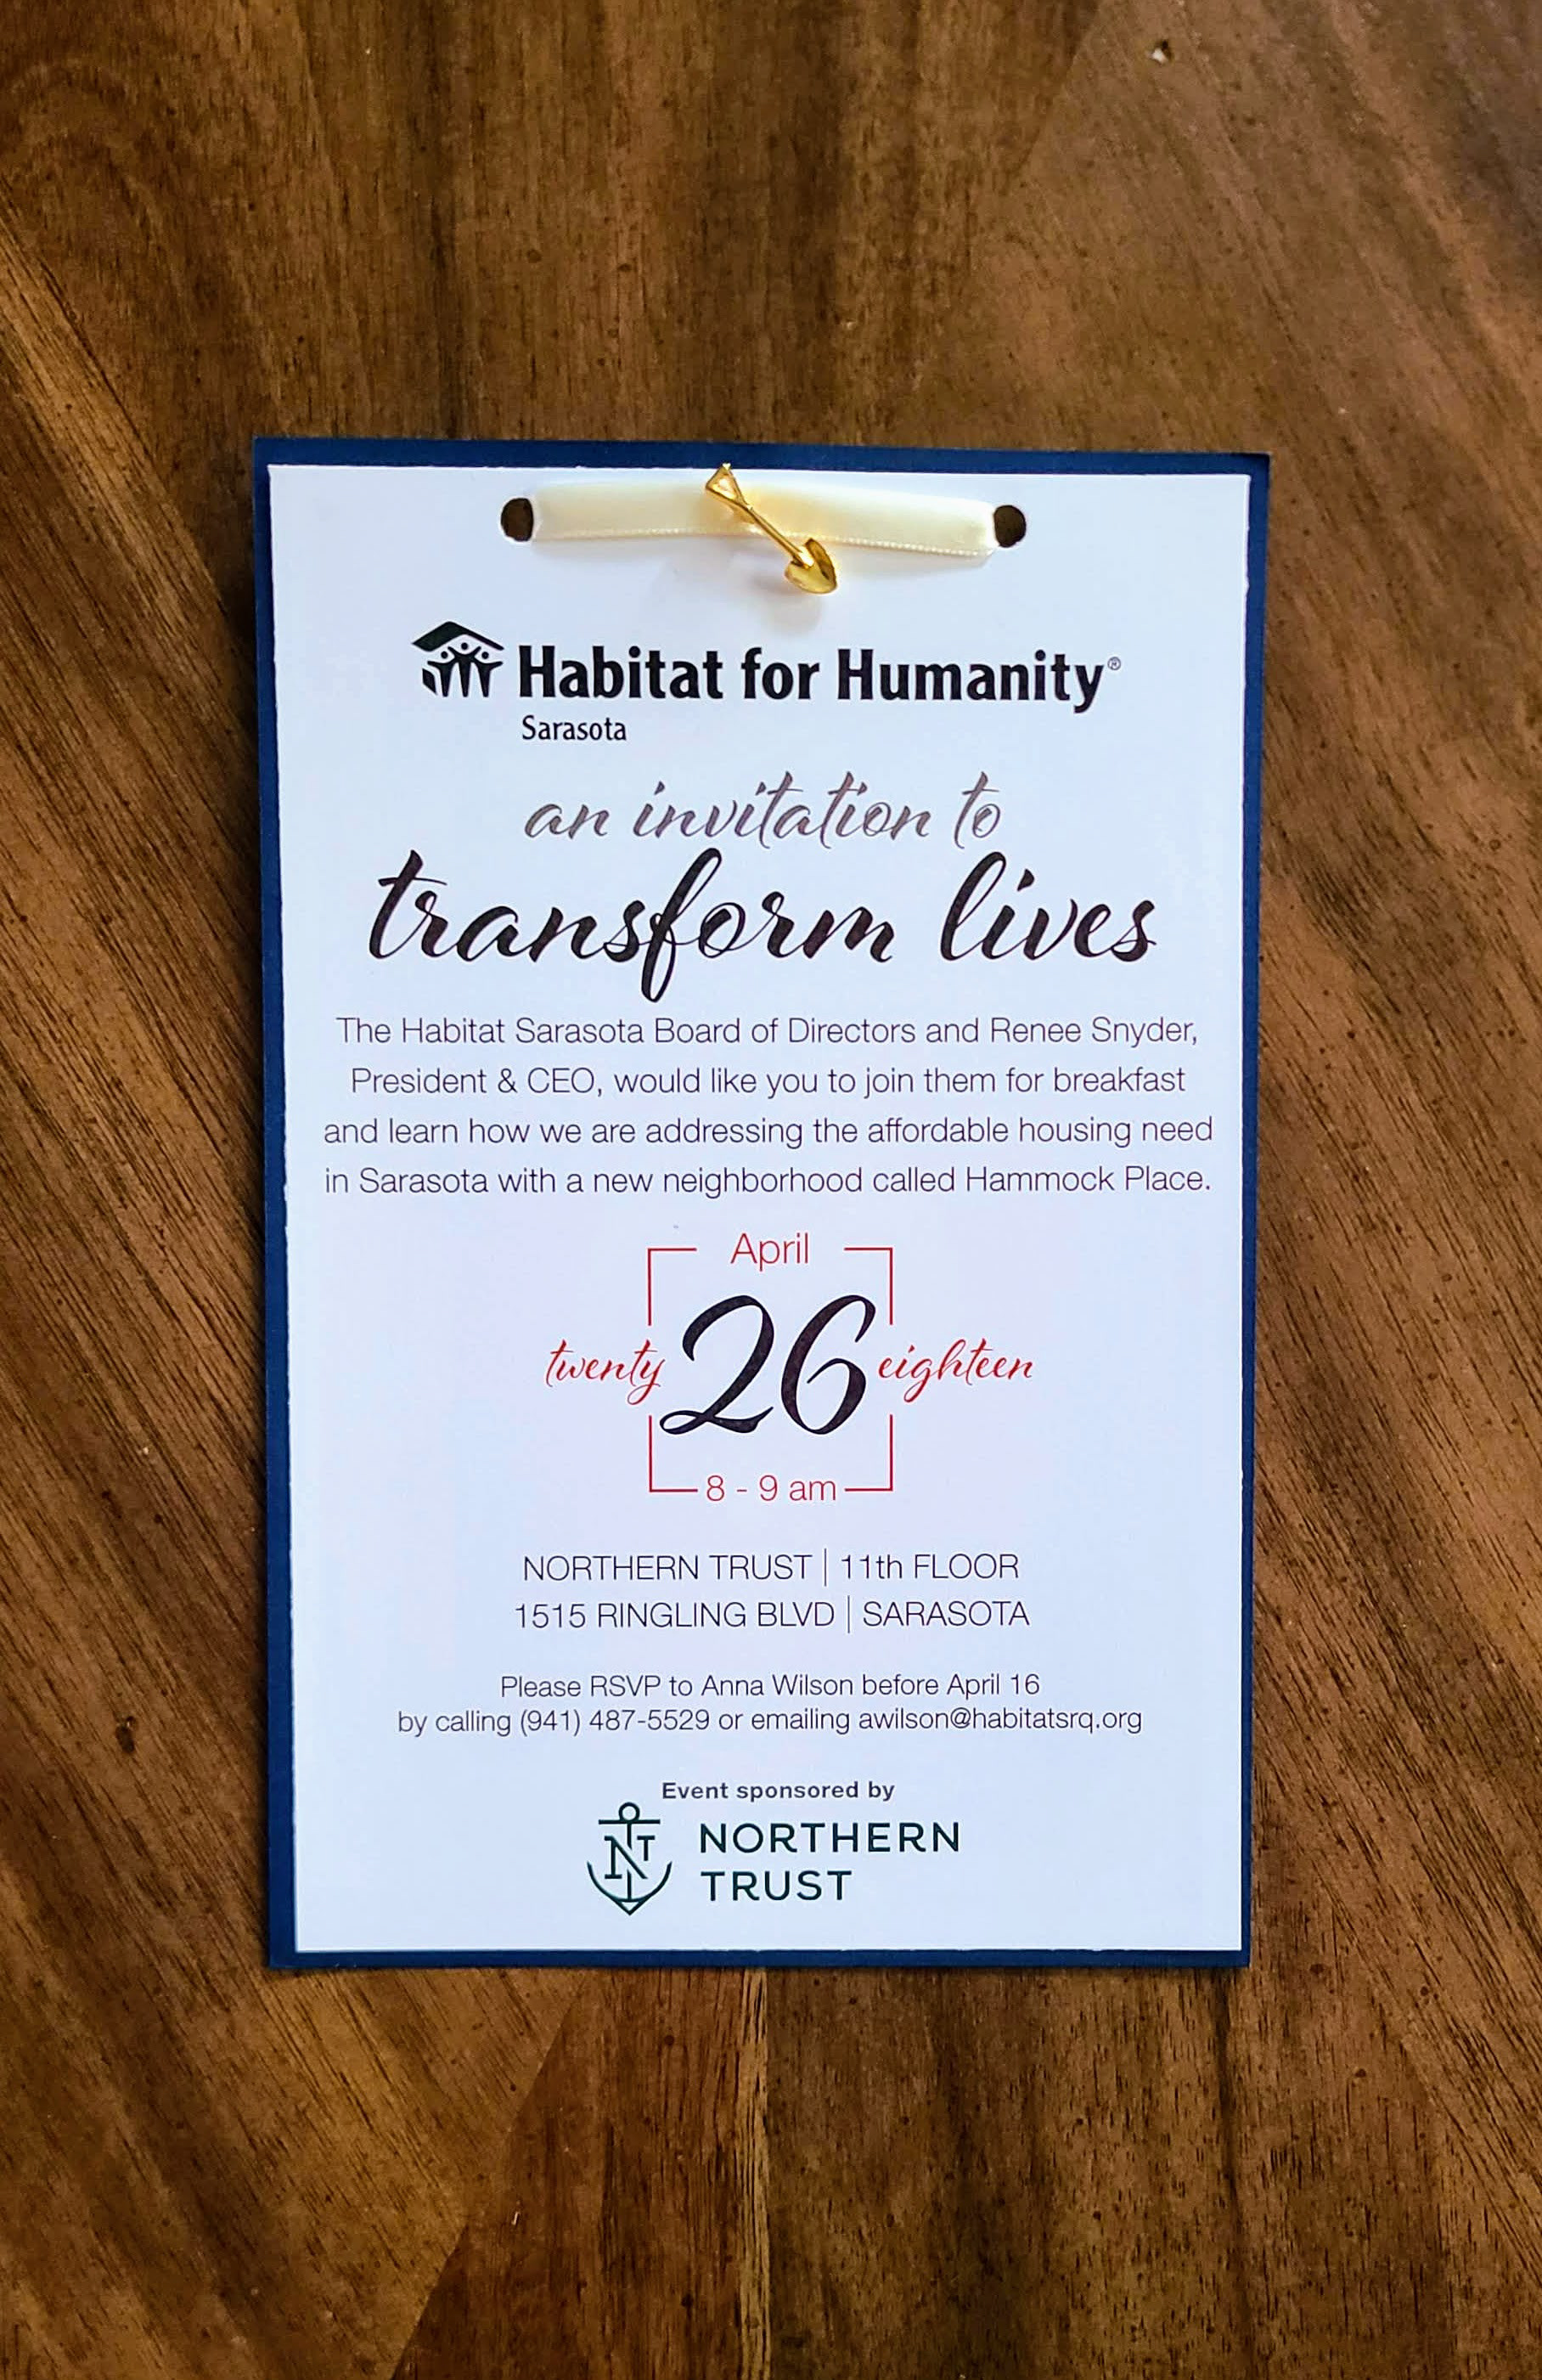 Habitat for Humanity®
Sarasota
an invitation to
transform lives
The Habitat Sarasota Board of Directors and Renee Snyder,
President & CEO, would like you to join them for breakfast
and learn how we are addressing the affordable housing need
in Sarasota with a new neighborhood called Hammock Place.
April
twenty 26 eighteen
8 - 9 am
NORTHERN TRUST | 11th FLOOR
1515 RINGLING BLVD | SARASOTA
Please RSVP to Anna Wilson before April 16
by calling (941) 487-5529 or emailing awilson@habitatsrq.org
Event sponsored by
NT NORTHERN
TRUST